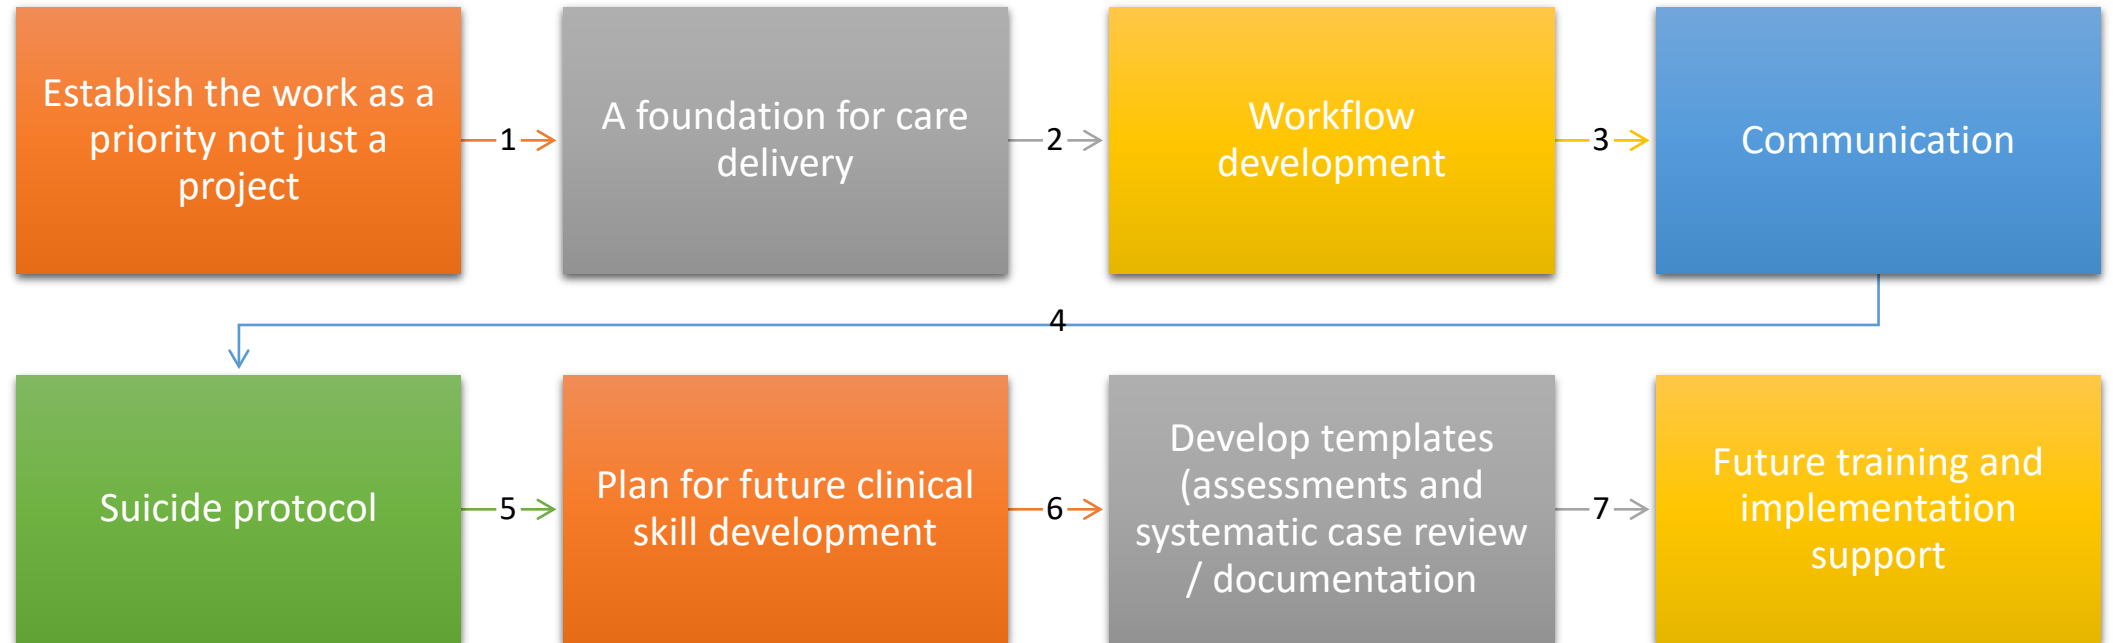 Establish the work as a
priority not just a
project
1
A foundation for care
delivery
2
Workflow
development
3
Communication
4
Suicide protocol
5
Plan for future clinical
skill development
6
Develop templates
(assessments and
systematic case review
/ documentation
7
Future training and
implementation
support